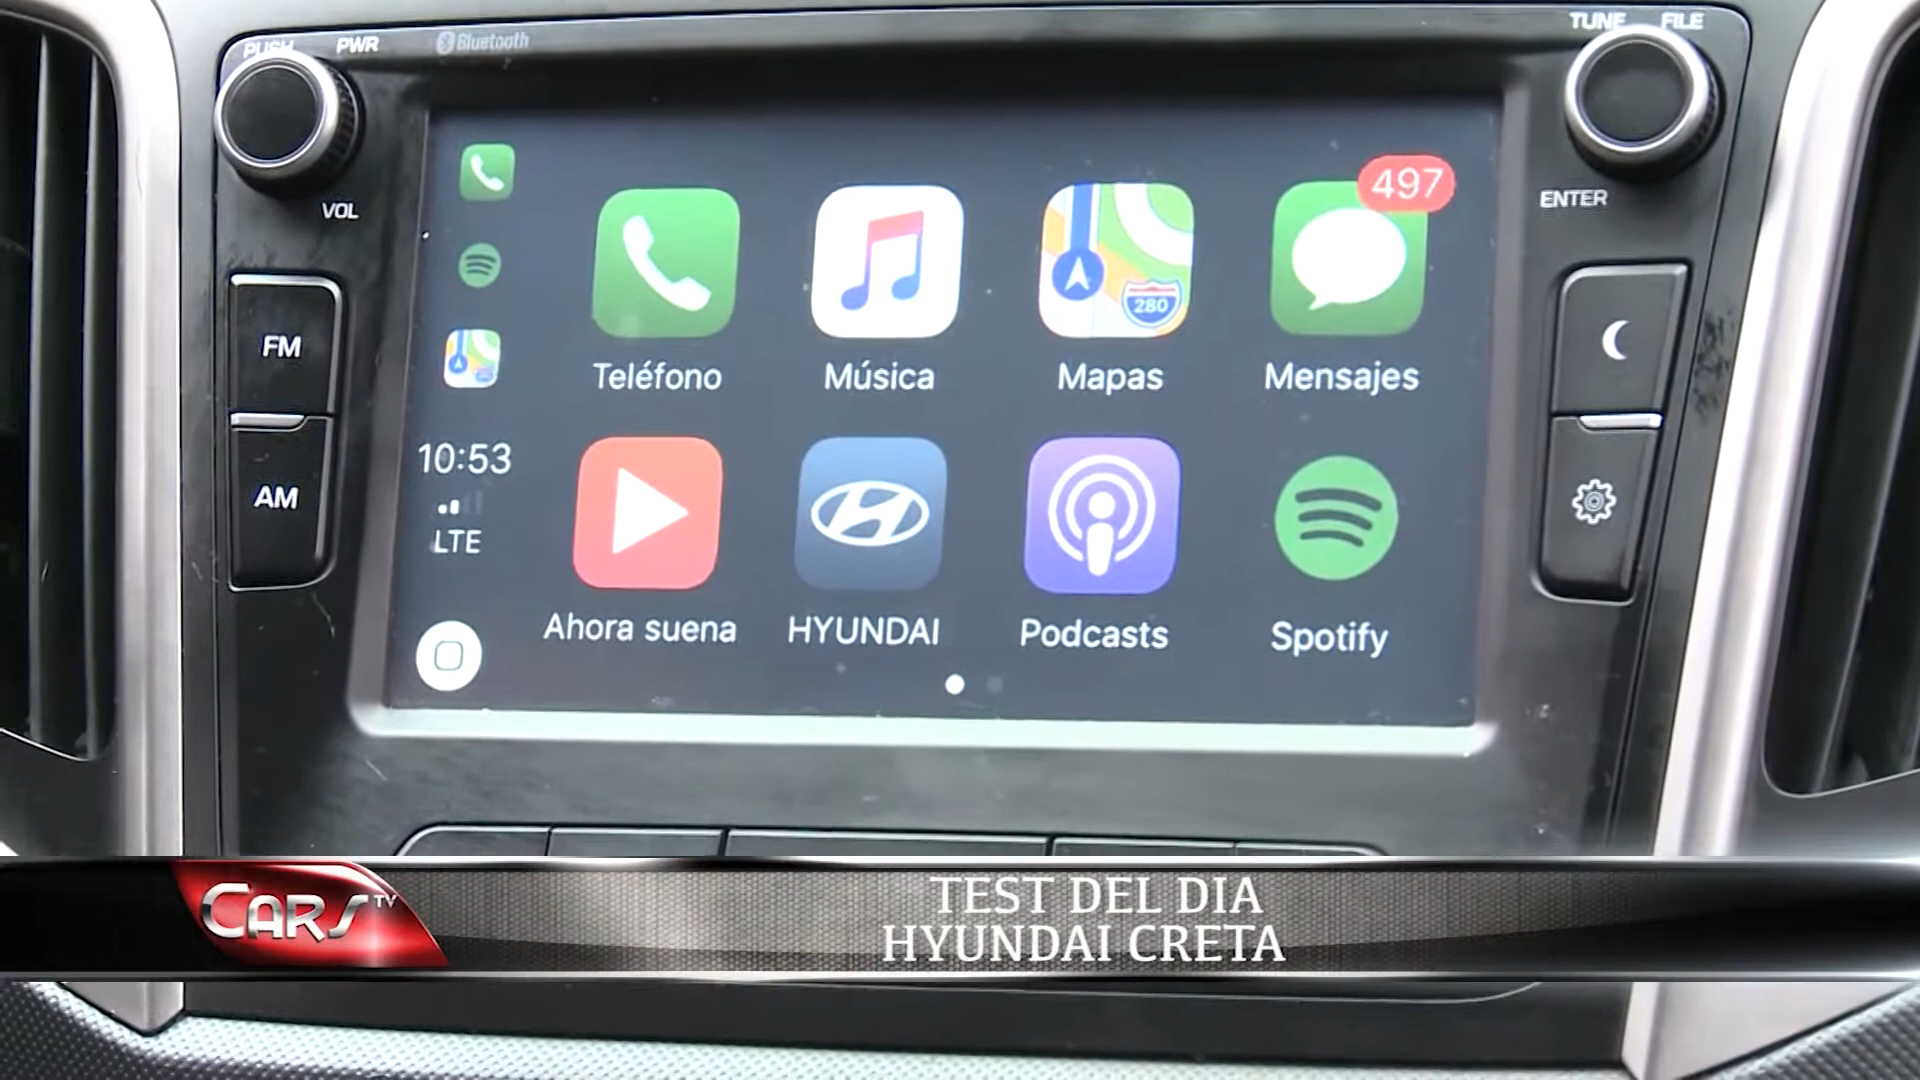 PUSH PWR Bluetooth
TUNE FILE
VOL
ENTER
FM
AM
497
Teléfono Música Mapas Mensajes
280
10:53
LTE
Ahora suena HYUNDAI Podcasts Spotify
CARS TV
TEST DEL DIA
HYUNDAI CRETA